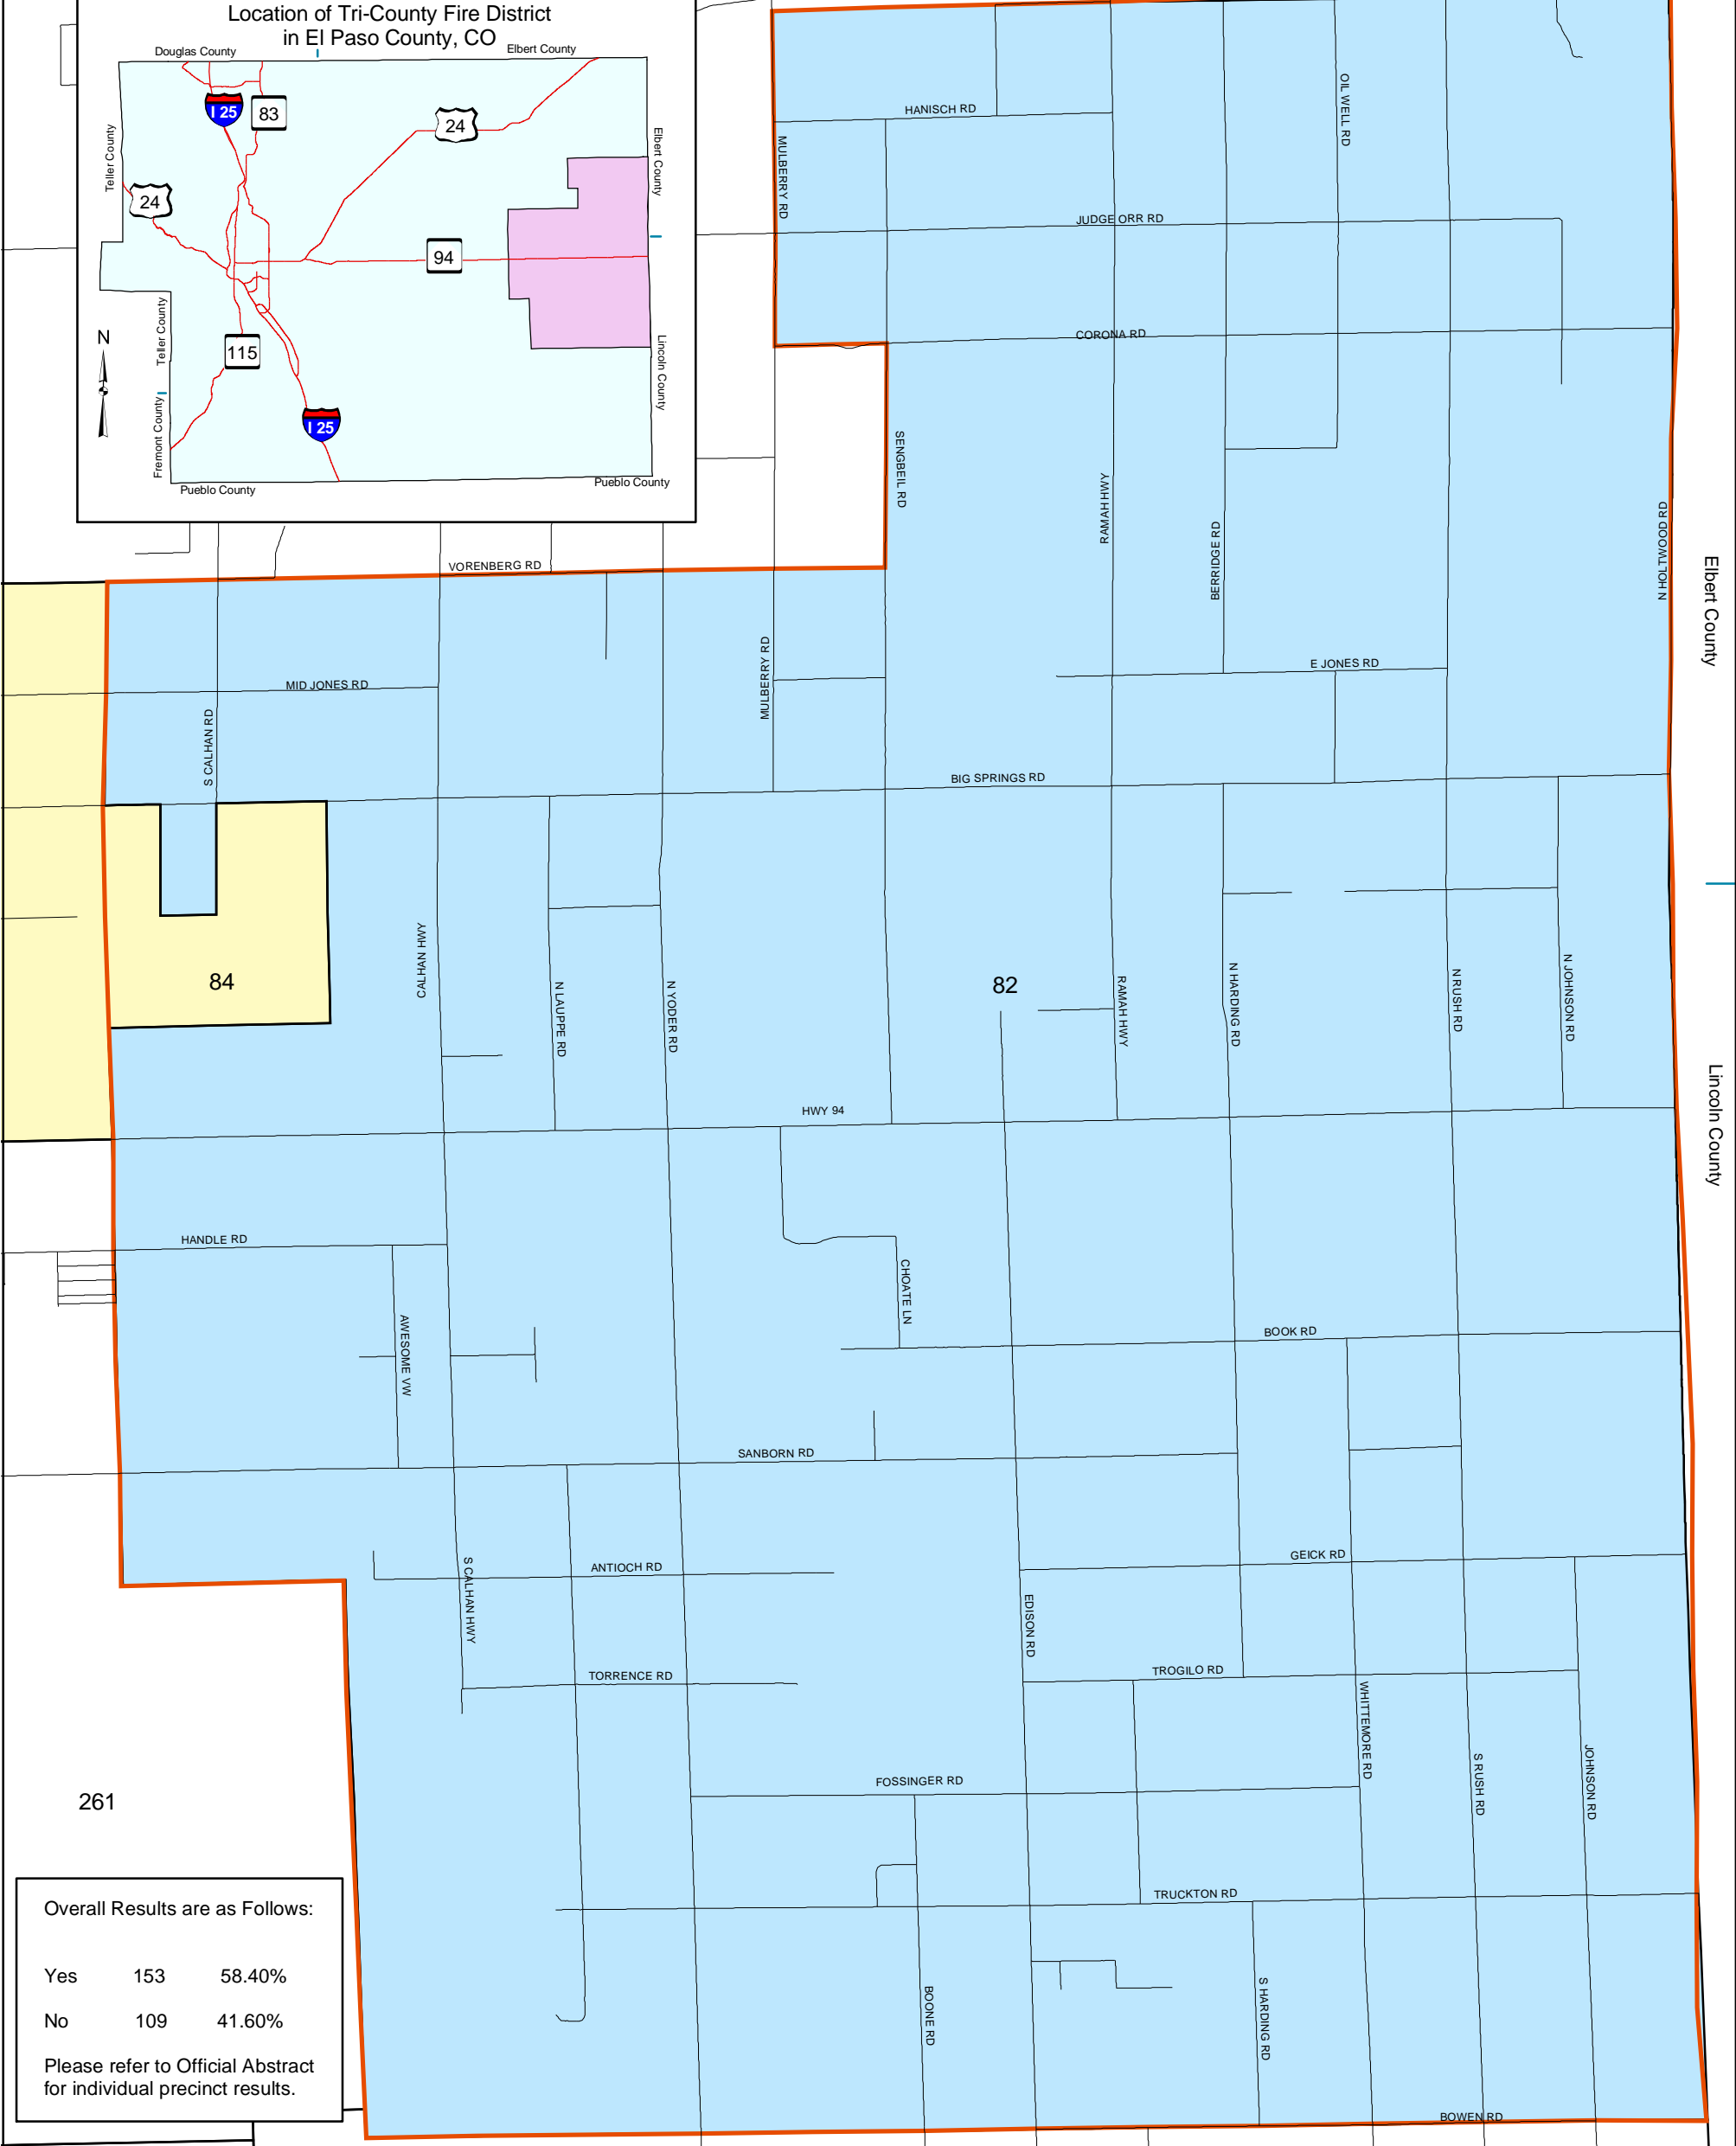 Location of Tri-County Fire District
in El Paso County, CO
Douglas County
Elbert County
I 25
83
24
Teller County
Elbert County
24
94
N
Teller County
115
Lincoln County
Fremont County
I 25
Pueblo County
Pueblo County
HANISCH RD
OIL WELL RD
MULBERRY RD
JUDGE ORR RD
CORONA RD
SENGBEIL RD
RAMAH HWY
BERRIDGE RD
N HOLTWOOD RD
Elbert County
VORENBERG RD
MID JONES RD
S CALHAN RD
MULBERRY RD
E JONES RD
BIG SPRINGS RD
84
CALHAN HWY
N LAUPPE RD
N YODER RD
82
RAMAH HWY
N HARDING RD
N RUSH RD
N JOHNSON RD
HWY 94
Lincoln County
HANDLE RD
CHOATE LN
AWESOME VW
BOOK RD
SANBORN RD
S CALHAN HWY
ANTIOCH RD
GEICK RD
EDISON RD
TORRENCE RD
TROGILO RD
WHITTEMORE RD
S RUSH RD
JOHNSON RD
FOSSINGER RD
261
TRUCKTON RD
BOONE RD
S HARDING RD
BOWEN RD
Overall Results are as Follows:
Yes 153 58.40%
No 109 41.60%
Please refer to Official Abstract
for individual precinct results.